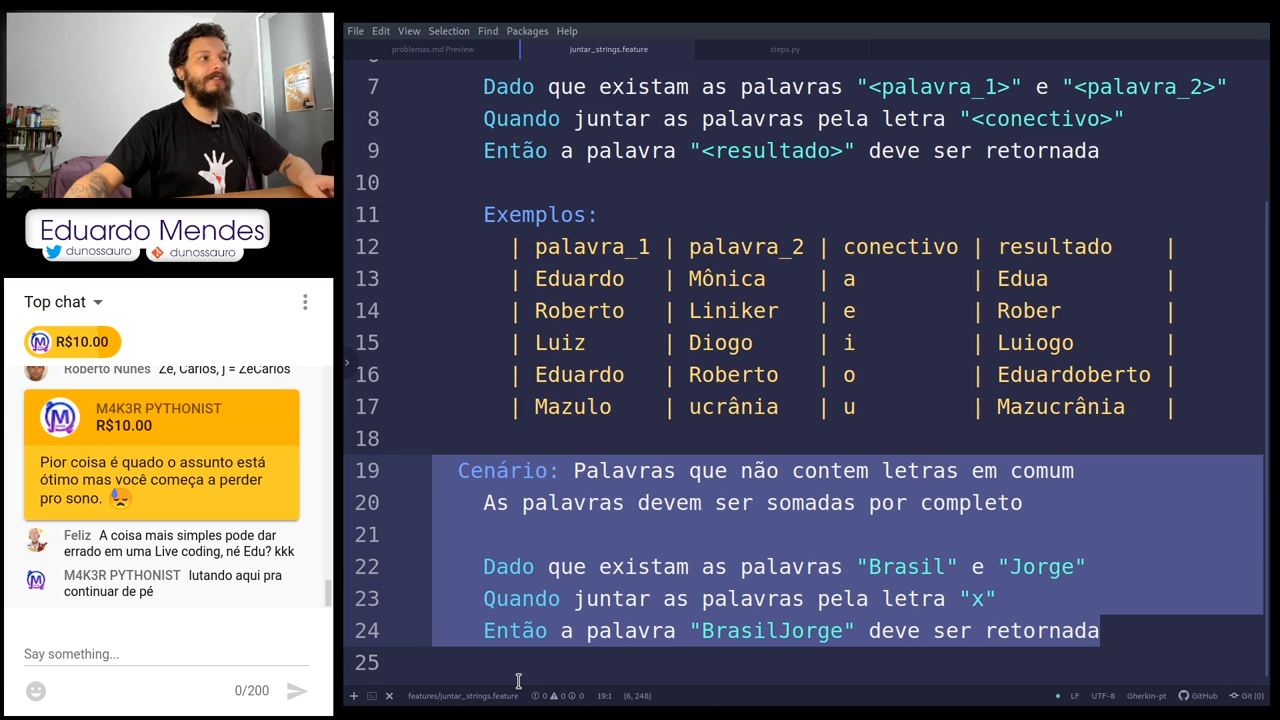 File Edit View Selection Find Packages Help
problemas.md Preview
juntar_strings.feature
steps.py
7 Dado que existam as palavras "<palavra_1>" e "<palavra_2>"
8 Quando juntar as palavras pela letra "<conectivo>"
9 Então a palavra "<resultado>" deve ser retornada
10
11 Exemplos:
12 | palavra_1 | palavra_2 | conectivo | resultado |
13 | Eduardo | Mônica | a | Edua |
14 | Roberto | Liniker | e | Rober |
15 | Luiz | Diogo | i | Luiogo |
16 | Eduardo | Roberto | o | Eduardoberto |
17 | Mazulo | ucrânia | u | Mazucrânia |
18
19 Cenário: Palavras que não contem letras em comum
20 As palavras devem ser somadas por completo
21
22 Dado que existam as palavras "Brasil" e "Jorge"
23 Quando juntar as palavras pela letra "x"
24 Então a palavra "BrasilJorge" deve ser retornada
25
features/juntar_strings.feature 0 0 0 19:1 (6, 248) LF UTF-8 Gherkin-pt GitHub Git (0)
Eduardo Mendes
dunossauro dunossauro
Top chat
R$10.00
Roberto Nunes Zé, Carlos, j = ZéCarlos
M4K3R PYTHONIST
R$10.00
Pior coisa é quado o assunto está
ótimo mas você começa a perder
pro sono.
Feliz A coisa mais simples pode dar
errado em uma Live coding, né Edu? kkk
M4K3R PYTHONIST lutando aqui pra
continuar de pé
Say something...
0/200